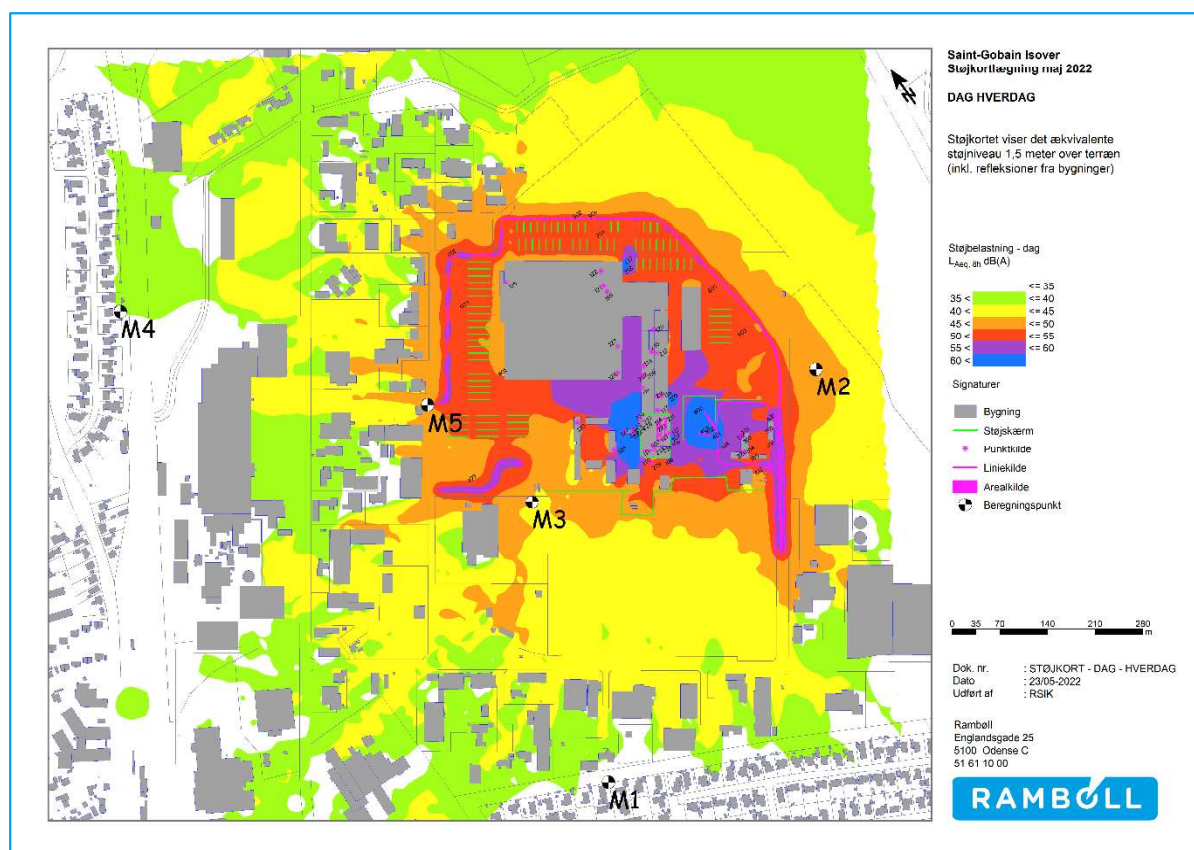 Saint-Gobain Isover
Støjkortlægning maj 2022
DAG HVERDAG
N
Støjkortet viser det ækvivalente
støjniveau 1,5 meter over terræn
(inkl. refleksioner fra bygninger)
Støjbelastning - dag
LAeq, 8h dB(A)
<= 35
35 < <= 40
40 < <= 45
45 < <= 50
50 < <= 55
55 < <= 60
60 <
Signaturer
Bygning
Støjskærm
Punktkilde
Liniekilde
Arealkilde
Beregningspunkt
M4
M2
M5
M3
M1
0 35 70 140 210 280
m
Dok. nr. : STØJKORT - DAG - HVERDAG
Dato : 23/05-2022
Udført af : RSIK
Rambøll
Englandsgade 25
5100 Odense C
51 61 10 00
RAMBOLL